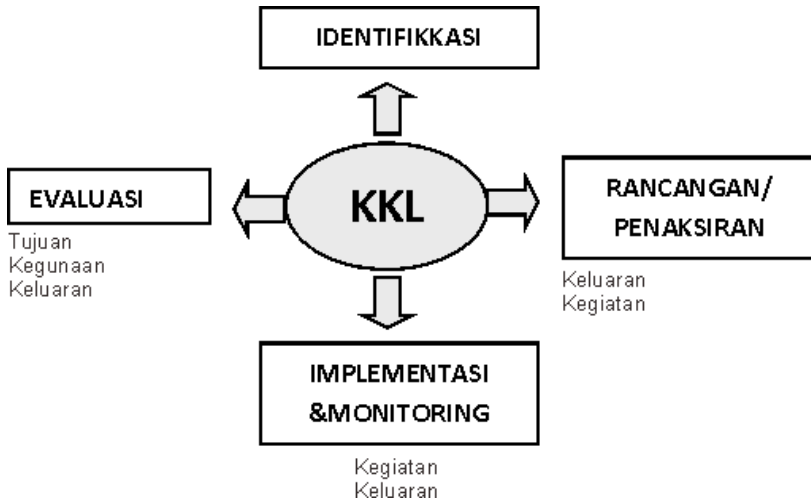 IDENTIFIKKASI
EVALUASI
Tujuan
Kegunaan
Keluaran
KKL
RANCANGAN/
PENAKSIRAN
Keluaran
Kegiatan
IMPLEMENTASI
&MONITORING
Kegiatan
Keluaran